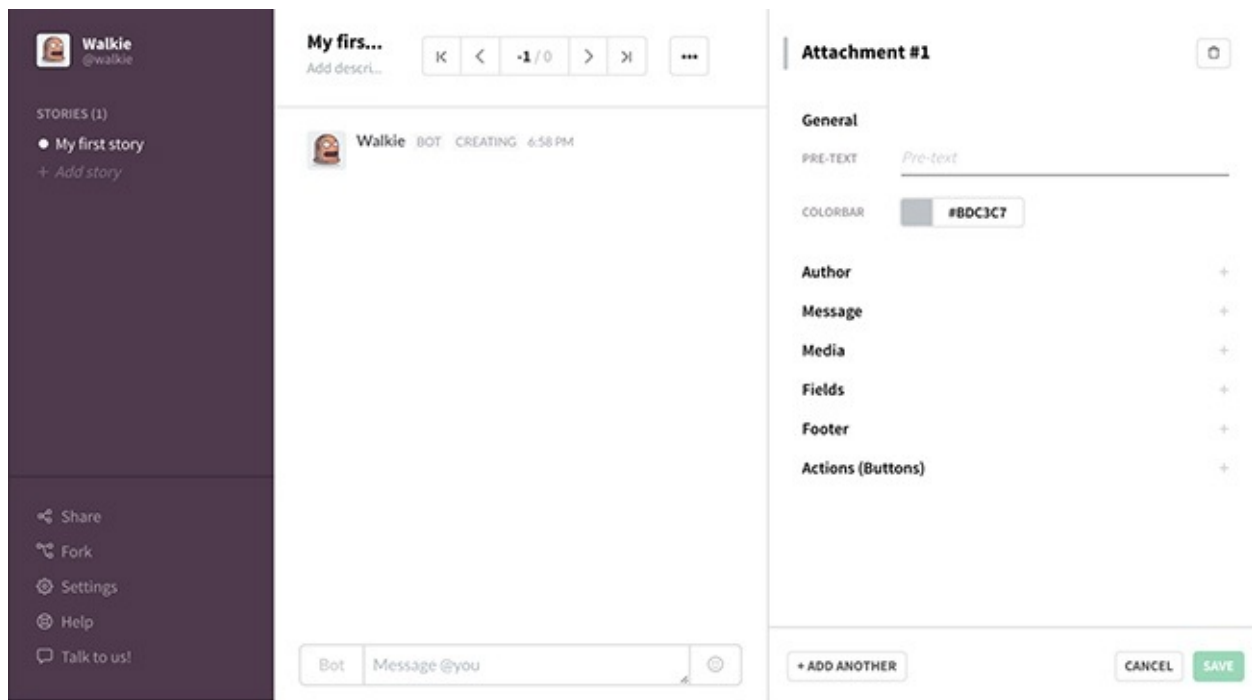 Walkie
@walkie
STORIES (1)
My first story
+ Add story
Share
Fork
Settings
Help
Talk to us!
My firs...
Add descri...
-1 / 0
Walkie BOT CREATING 6:58 PM
Bot Message @you
Attachment #1
General
PRE-TEXT Pre-text
COLORBAR #BDC3C7
Author +
Message +
Media +
Fields +
Footer +
Actions (Buttons) +
+ ADD ANOTHER CANCEL SAVE